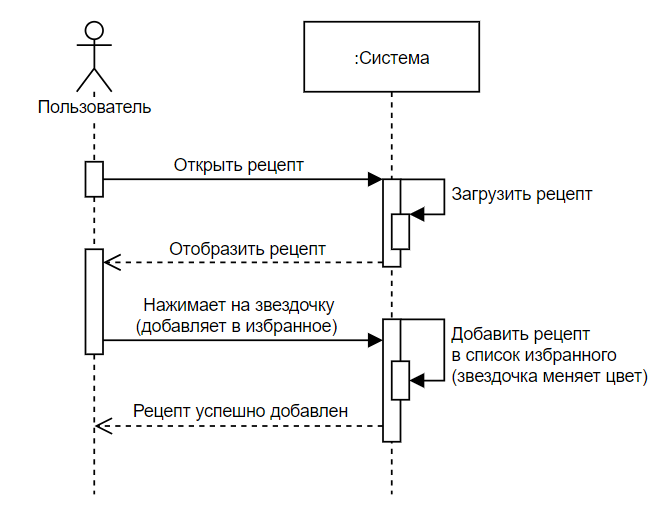 :Система
Пользователь
Открыть рецепт
Загрузить рецепт
Отобразить рецепт
Нажимает на звездочку
(добавляет в избранное)
Добавить рецепт
в список избранного
(звездочка меняет цвет)
Рецепт успешно добавлен